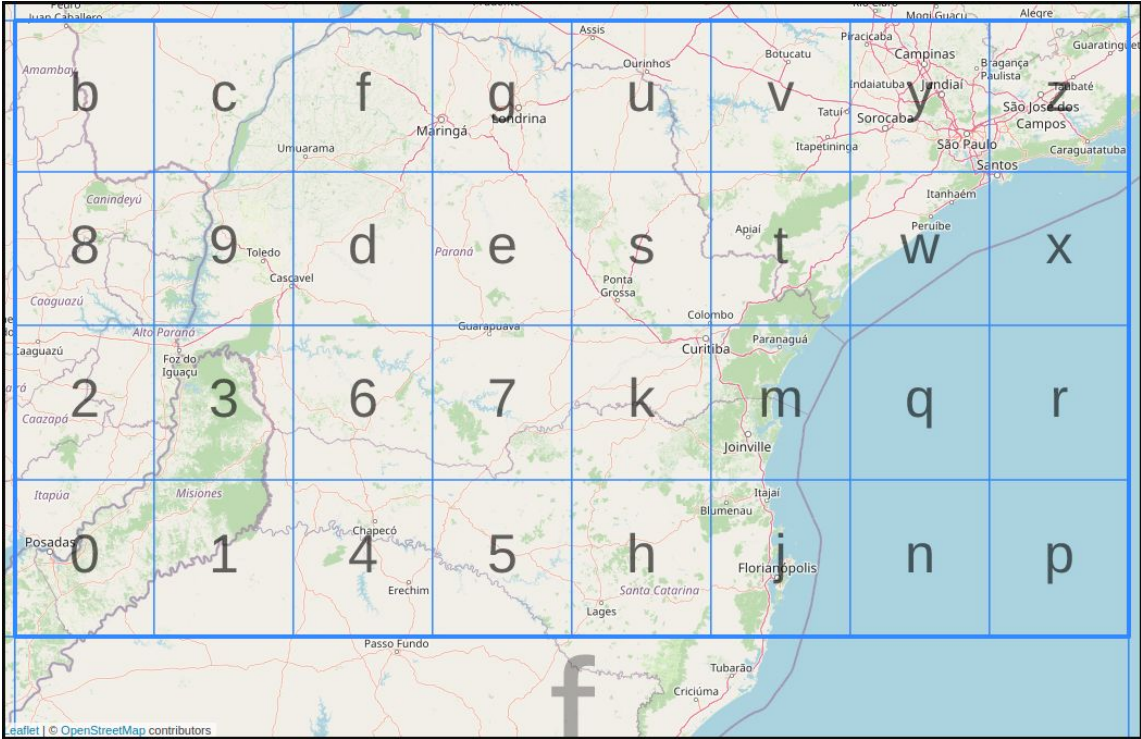 Pedro
Juan Caballero
Assis
Río Claro
Mogi Guaçu
Alegre
Piracicaba
Campinas
Guaratinguet
Botucatu
Ourinhos
Bragança
Paulista
Amambay
Indaiatuba
Jundiaí
Taubaté
b
c
f
g
u
v
y
z
Londrina
Tatuí
Sorocaba
São José dos
Campos
Maringá
Umuarama
Itapetininga
São Paulo
Caraguatatuba
Santos
Canindeyú
Itanhaém
Apiaí
Peruíbe
8
9
d
e
s
t
w
x
Toledo
Paraná
Cascavel
Ponta
Grossa
Caaguazú
Colombo
Alto Paraná
Guarapuava
Caaguazú
Foz do
Iguaçu
Curitiba
Paranaguá
2
3
6
7
k
m
q
r
Caazapá
Joinville
Itapúa
Misiones
Itajaí
Blumenau
Posadas
Chapecó
0
1
4
5
h
j
n
p
Florianópolis
Erechim
Santa Catarina
Lages
Passo Fundo
f
Tubarão
Criciúma
Leaflet | © OpenStreetMap contributors